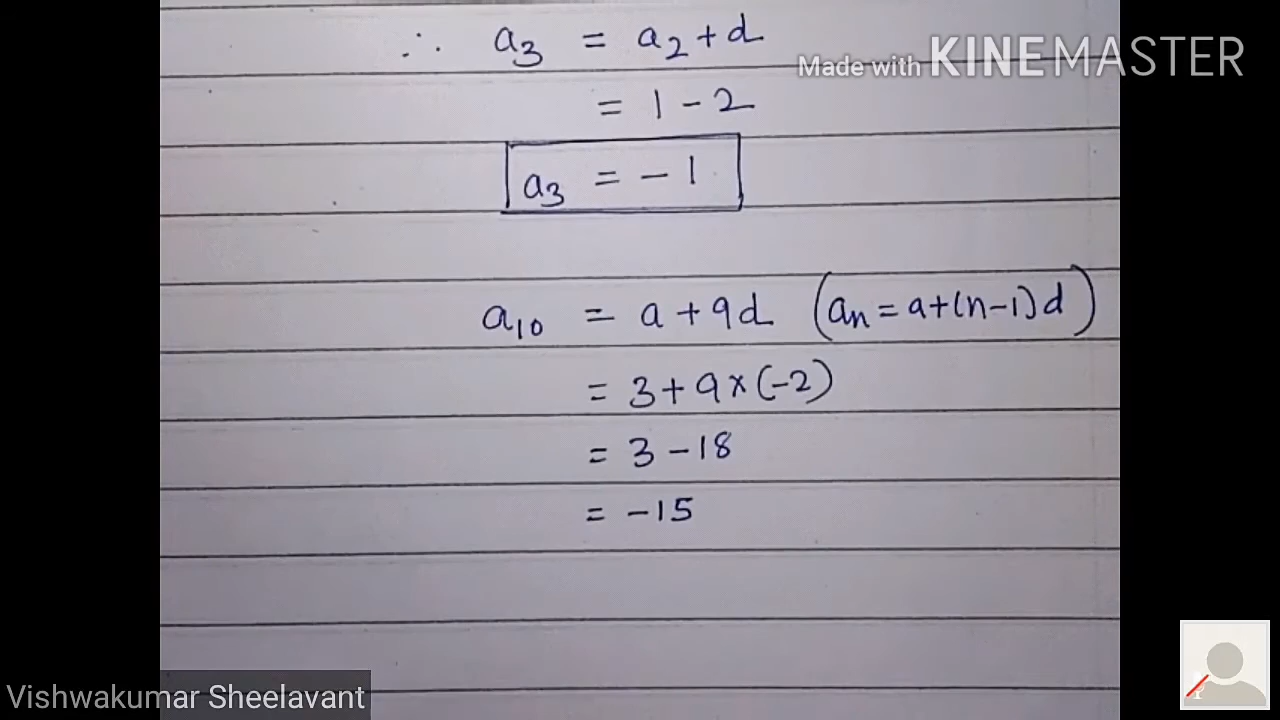 ∴ a₃ = a₂ + d
Made with KINEMASTER
= 1 - 2
a₃ = - 1
a₁₀ = a + 9d (aₙ = a + (n-1)d)
= 3 + 9 × (-2)
= 3 - 18
= -15
Vishwakumar Sheelavant